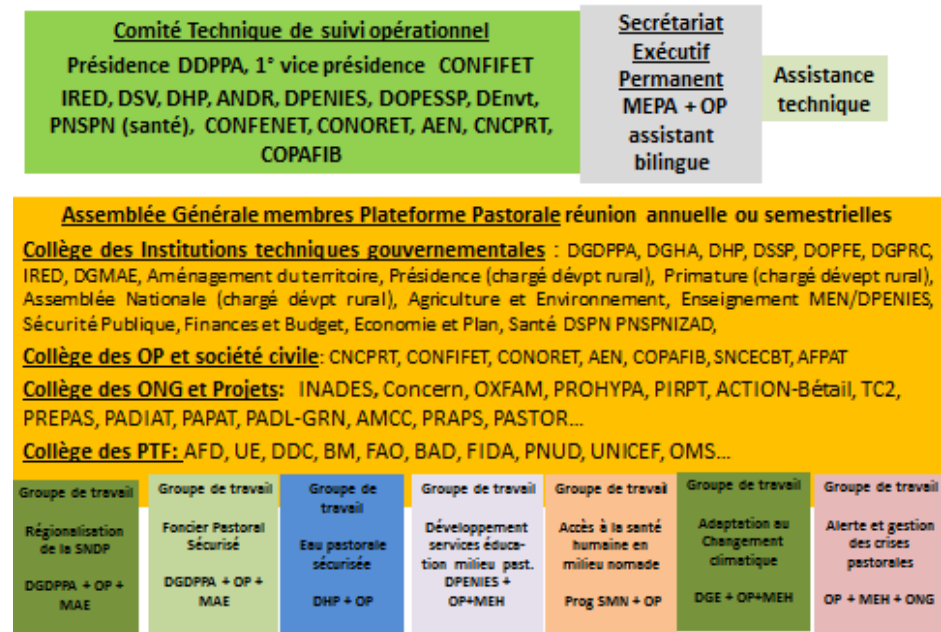 Comité Technique de suivi opérationnel
Présidence DDPPA, 1° vice présidence CONFIFET
IRED, DSV, DHP, ANDR, DPENIES, DOPESSP, DEnvt,
PNSPN (santé), CONFENET, CONORET, AEN, CNCPRT,
COPAFIB
Secrétariat
Exécutif
Permanent
MEPA + OP
assistant
bilingue
Assistance
technique
Assemblée Générale membres Plateforme Pastorale réunion annuelle ou semestrielles
Collège des Institutions techniques gouvernementales : DGDPPA, DGHA, DHP, DSSP, DOPFE, DGPRC,
IRED, DGMAE, Aménagement du territoire, Présidence (chargé dévpt rural), Primature (chargé dévept rural),
Assemblée Nationale (chargé dévpt rural), Agriculture et Environnement, Enseignement MEN/DPENIES,
Sécurité Publique, Finances et Budget, Economie et Plan, Santé DSPN PNSPNIZAD,
Collège des OP et société civile: CNCPRT, CONFIFET, CONORET, AEN, COPAFIB, SNCECBT, AFPAT
Collège des ONG et Projets: INADES, Concern, OXFAM, PROHYPA, PIRPT, ACTION-Bétail, TC2,
PREPAS, PADIAT, PAPAT, PADL-GRN, AMCC, PRAPS, PASTOR...
Collège des PTF: AFD, UE, DDC, BM, FAO, BAD, FIDA, PNUD, UNICEF, OMS...
Groupe de travail
Régionalisation
de la SNDP
DGDPPA + OP +
MAE
Groupe de travail
Foncier Pastoral
Sécurisé
DGDPPA + OP +
MAE
Groupe de
travail
Eau pastorale
sécurisée
DHP + OP
Groupe de travail
Développement
services éduca-
tion milieu past.
DPENIES +
OP+MEH
Groupe de travail
Accès à la santé
humaine en
milieu nomade
Prog SMN + OP
Groupe de travail
Adaptation au
Changement
climatique
DGE + OP+MEH
Groupe de travail
Alerte et gestion
des crises
pastorales
OP + MEH + ONG